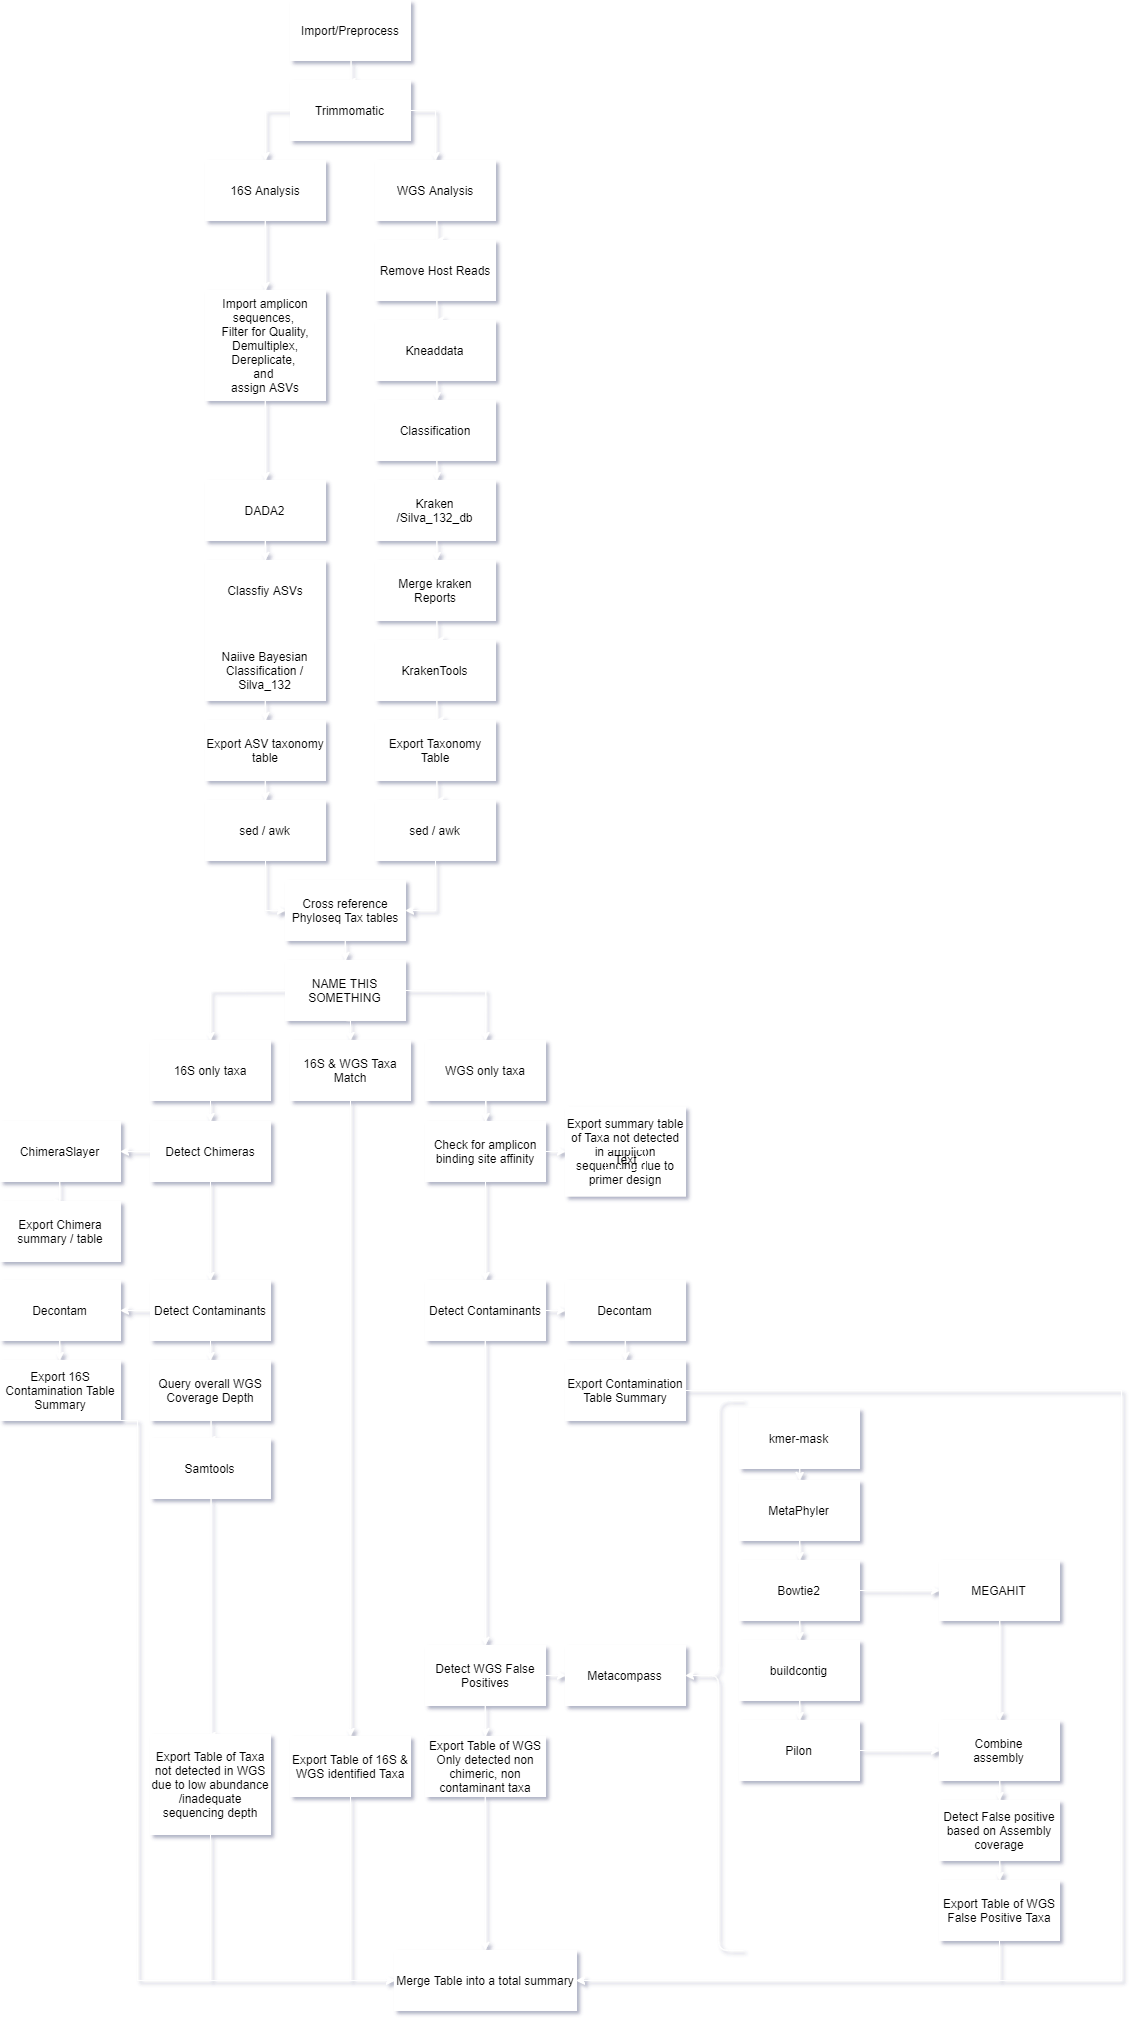 Import/Preprocess
Trimmomatic
16S Analysis
WGS Analysis
Remove Host Reads
Import amplicon
sequences,
Filter for Quality,
Demultiplex,
Dereplicate,
and
assign ASVs
Kneaddata
Classification
DADA2
Kraken
/Silva_132_db
Classfiy ASVs
Merge kraken
Reports
Naiive Bayesian
Classification /
Silva_132
KrakenTools
Export ASV taxonomy
table
Export Taxonomy
Table
sed / awk
sed / awk
Cross reference
Phyloseq Tax tables
NAME THIS
SOMETHING
16S only taxa
16S & WGS Taxa
Match
WGS only taxa
ChimeraSlayer
Detect Chimeras
Check for amplicon
binding site affinity
Export summary table
of Taxa not detected
in amplicon
sequencing due to
primer design
Text
Export Chimera
summary / table
Decontam
Detect Contaminants
Detect Contaminants
Decontam
Export 16S
Contamination Table
Summary
Query overall WGS
Coverage Depth
Export Contamination
Table Summary
Samtools
kmer-mask
MetaPhyler
Bowtie2
MEGAHIT
Detect WGS False
Positives
Metacompass
buildcontig
Export Table of Taxa
not detected in WGS
due to low abundance
/inadequate
sequencing depth
Export Table of 16S &
WGS identified Taxa
Export Table of WGS
Only detected non
chimeric, non
contaminant taxa
Pilon
Combine
assembly
Detect False positive
based on Assembly
coverage
Export Table of WGS
False Positive Taxa
Merge Table into a total summary